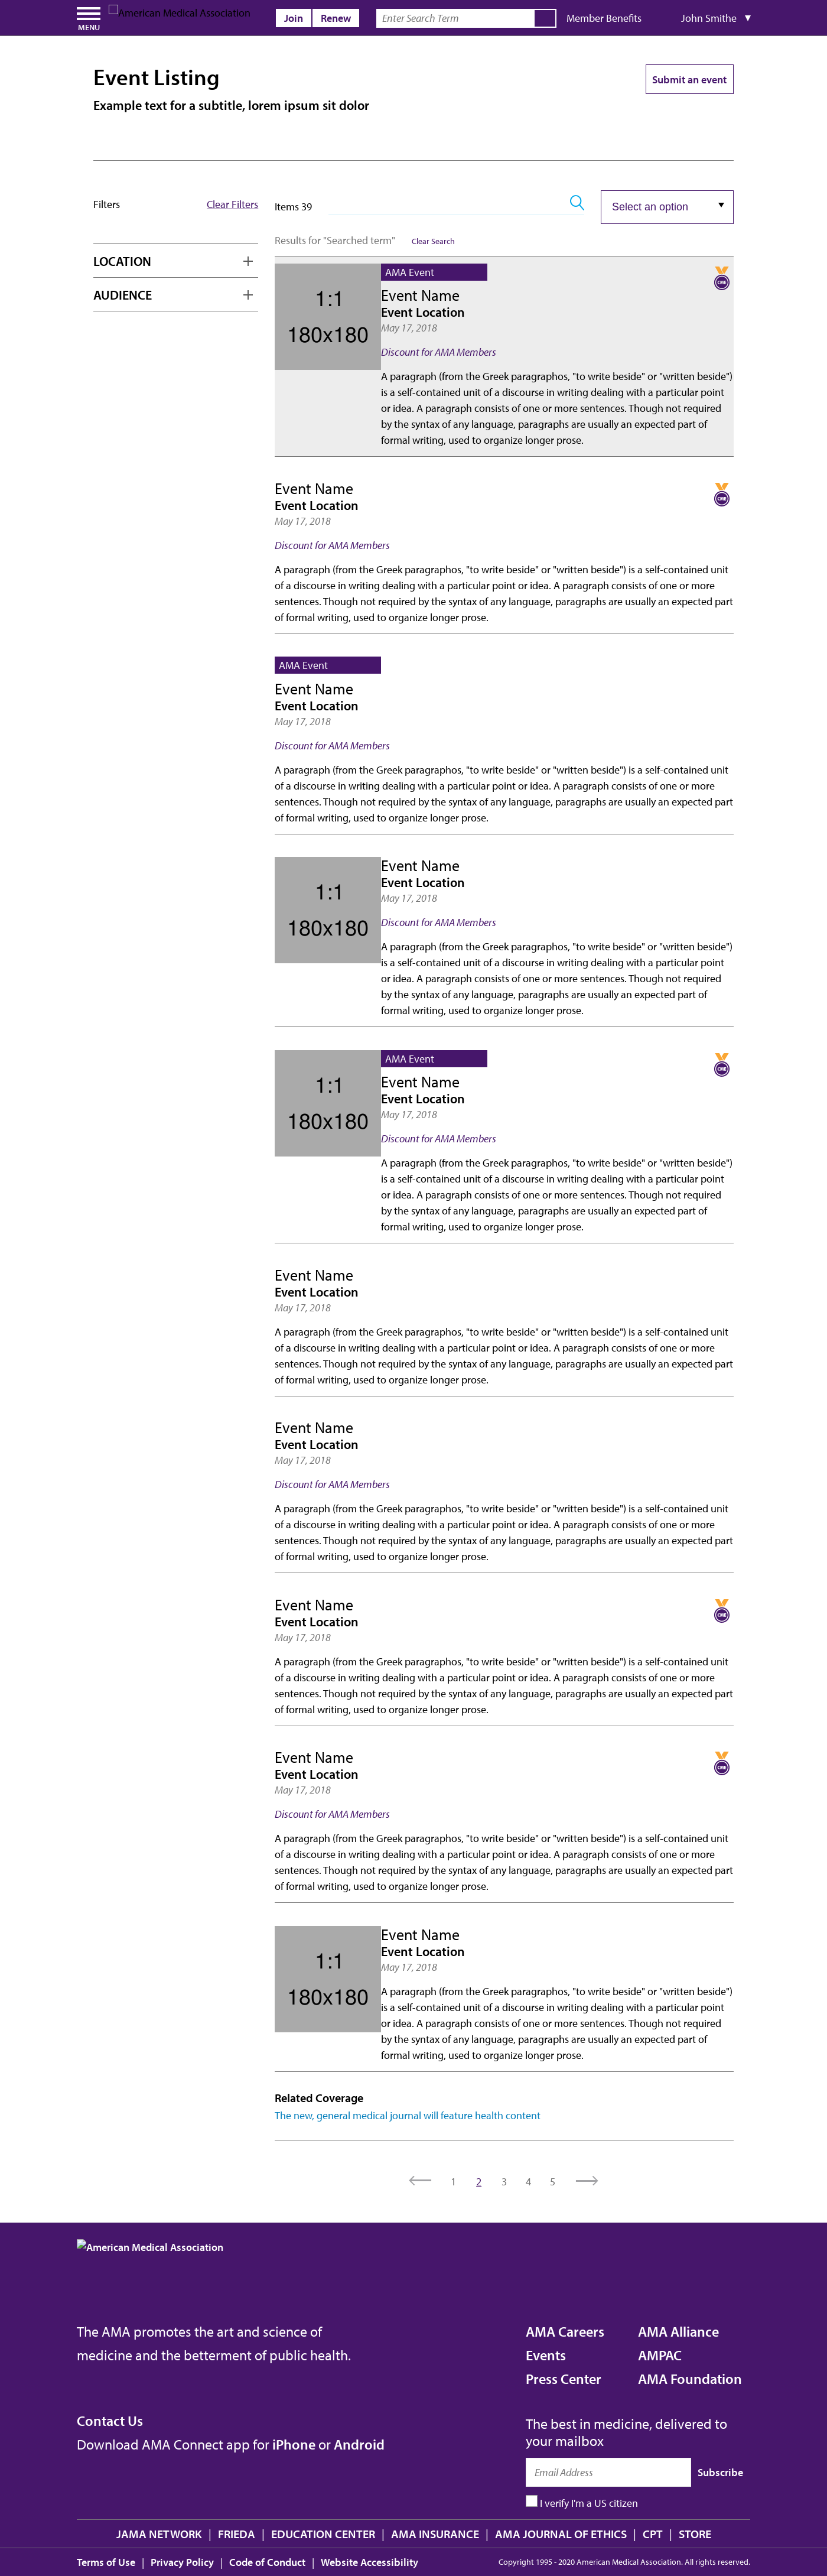 MENU
American Medical Association
Join Renew
Enter Search Term
Member Benefits
John Smithe ▼
Event Listing
Submit an event
Example text for a subtitle, lorem ipsum sit dolor
Filters
Clear Filters
LOCATION
AUDIENCE
Items 39
Select an option
Results for "Searched term" Clear Search
1:1
180x180
AMA Event
CME
Event Name
Event Location
May 17, 2018
Discount for AMA Members
A paragraph (from the Greek paragraphos, "to write beside" or "written beside")
is a self-contained unit of a discourse in writing dealing with a particular point
or idea. A paragraph consists of one or more sentences. Though not required
by the syntax of any language, paragraphs are usually an expected part of
formal writing, used to organize longer prose.
Event Name
CME
Event Location
May 17, 2018
Discount for AMA Members
A paragraph (from the Greek paragraphos, "to write beside" or "written beside") is a self-contained unit
of a discourse in writing dealing with a particular point or idea. A paragraph consists of one or more
sentences. Though not required by the syntax of any language, paragraphs are usually an expected part
of formal writing, used to organize longer prose.
AMA Event
Event Name
Event Location
May 17, 2018
Discount for AMA Members
A paragraph (from the Greek paragraphos, "to write beside" or "written beside") is a self-contained unit
of a discourse in writing dealing with a particular point or idea. A paragraph consists of one or more
sentences. Though not required by the syntax of any language, paragraphs are usually an expected part
of formal writing, used to organize longer prose.
1:1
180x180
Event Name
Event Location
May 17, 2018
Discount for AMA Members
A paragraph (from the Greek paragraphos, "to write beside" or "written beside")
is a self-contained unit of a discourse in writing dealing with a particular point
or idea. A paragraph consists of one or more sentences. Though not required
by the syntax of any language, paragraphs are usually an expected part of
formal writing, used to organize longer prose.
1:1
180x180
AMA Event
CME
Event Name
Event Location
May 17, 2018
Discount for AMA Members
A paragraph (from the Greek paragraphos, "to write beside" or "written beside")
is a self-contained unit of a discourse in writing dealing with a particular point
or idea. A paragraph consists of one or more sentences. Though not required
by the syntax of any language, paragraphs are usually an expected part of
formal writing, used to organize longer prose.
Event Name
Event Location
May 17, 2018
A paragraph (from the Greek paragraphos, "to write beside" or "written beside") is a self-contained unit
of a discourse in writing dealing with a particular point or idea. A paragraph consists of one or more
sentences. Though not required by the syntax of any language, paragraphs are usually an expected part
of formal writing, used to organize longer prose.
Event Name
Event Location
May 17, 2018
Discount for AMA Members
A paragraph (from the Greek paragraphos, "to write beside" or "written beside") is a self-contained unit
of a discourse in writing dealing with a particular point or idea. A paragraph consists of one or more
sentences. Though not required by the syntax of any language, paragraphs are usually an expected part
of formal writing, used to organize longer prose.
Event Name
CME
Event Location
May 17, 2018
A paragraph (from the Greek paragraphos, "to write beside" or "written beside") is a self-contained unit
of a discourse in writing dealing with a particular point or idea. A paragraph consists of one or more
sentences. Though not required by the syntax of any language, paragraphs are usually an expected part
of formal writing, used to organize longer prose.
Event Name
CME
Event Location
May 17, 2018
Discount for AMA Members
A paragraph (from the Greek paragraphos, "to write beside" or "written beside") is a self-contained unit
of a discourse in writing dealing with a particular point or idea. A paragraph consists of one or more
sentences. Though not required by the syntax of any language, paragraphs are usually an expected part
of formal writing, used to organize longer prose.
1:1
180x180
Event Name
Event Location
May 17, 2018
A paragraph (from the Greek paragraphos, "to write beside" or "written beside")
is a self-contained unit of a discourse in writing dealing with a particular point
or idea. A paragraph consists of one or more sentences. Though not required
by the syntax of any language, paragraphs are usually an expected part of
formal writing, used to organize longer prose.
Related Coverage
The new, general medical journal will feature health content
1 2 3 4 5
American Medical Association
The AMA promotes the art and science of
medicine and the betterment of public health.
AMA Careers
Events
Press Center
AMA Alliance
AMPAC
AMA Foundation
Contact Us
Download AMA Connect app for iPhone or Android
The best in medicine, delivered to
your mailbox
Email Address Subscribe
I verify I'm a US citizen
JAMA NETWORK | FRIEDA | EDUCATION CENTER | AMA INSURANCE | AMA JOURNAL OF ETHICS | CPT | STORE
Terms of Use | Privacy Policy | Code of Conduct | Website Accessibility
Copyright 1995 - 2020 American Medical Association. All rights reserved.